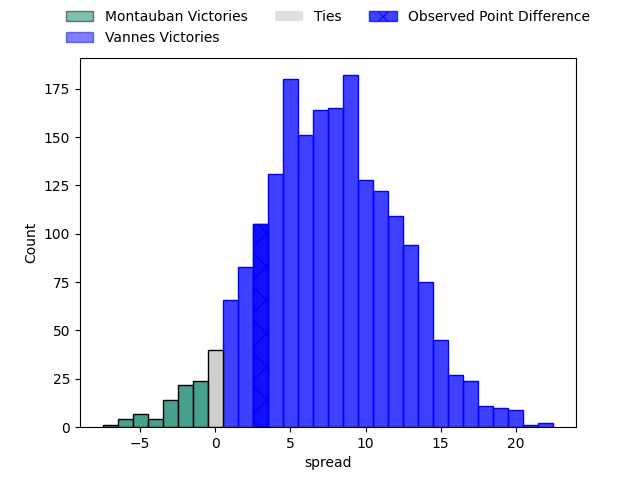 Montauban Victories
Ties
Observed Point Difference
Vannes Victories
175
150
125
100
75
50
25
0
Count
−5
0
5
10
15
20
spread